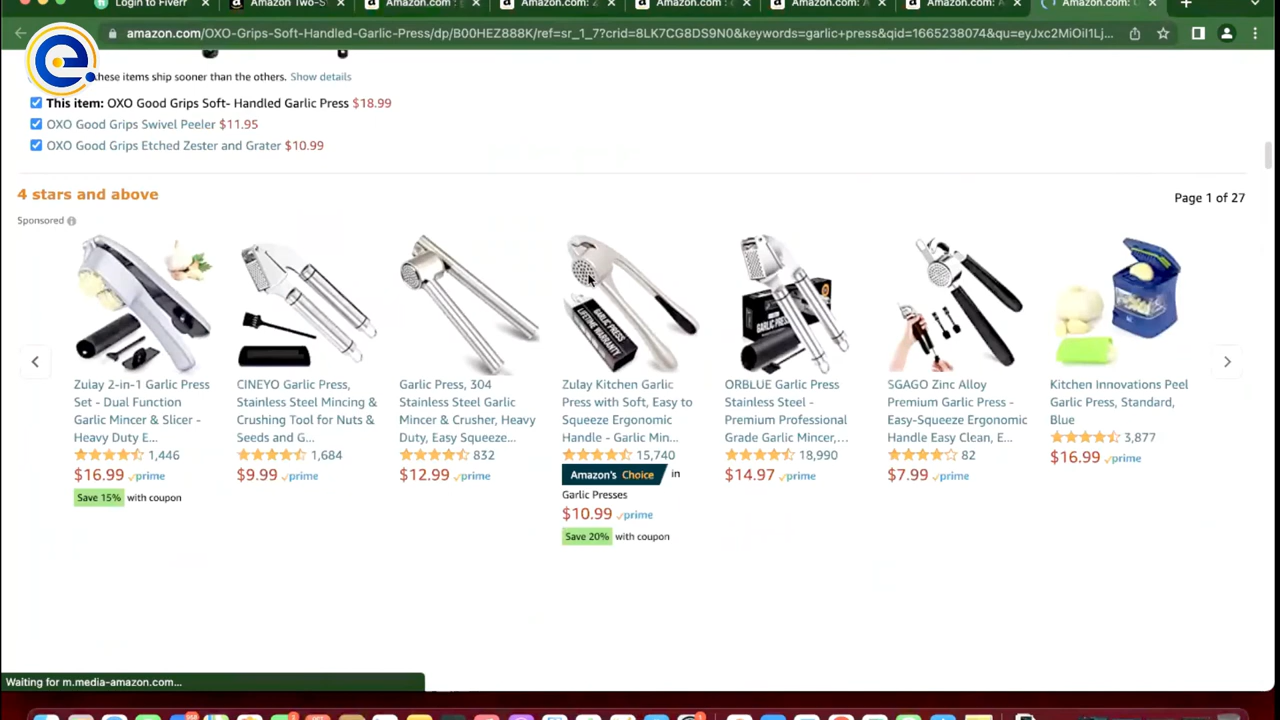 Login to Fiverr
Amazon Two-S
Amazon.com :
Amazon.com: Z
Amazon.com :
Amazon.com: A
Amazon.com: A
Amazon.com: O
amazon.com/OXO-Grips-Soft-Handled-Garlic-Press/dp/B00HEZ888K/ref=sr_1_7?crid=8LK7CG8DS9N0&keywords=garlic+press&qid=1665238074&qu=eyJxc2MiOiI1Lj...
e
hese items ship sooner than the others. Show details
This item: OXO Good Grips Soft- Handled Garlic Press $18.99
OXO Good Grips Swivel Peeler $11.95
OXO Good Grips Etched Zester and Grater $10.99
4 stars and above
Page 1 of 27
Sponsored
Zulay 2-in-1 Garlic Press
Set - Dual Function
Garlic Mincer & Slicer -
Heavy Duty E...
1,446
$16.99 prime
Save 15% with coupon
CINEYO Garlic Press,
Stainless Steel Mincing &
Crushing Tool for Nuts &
Seeds and G...
1,684
$9.99 prime
Garlic Press, 304
Stainless Steel Garlic
Mincer & Crusher, Heavy
Duty, Easy Squeeze...
832
$12.99 prime
GARLIC PRESS
LIFETIME WARRANTY
Zulay Kitchen Garlic
Press with Soft, Easy to
Squeeze Ergonomic
Handle - Garlic Min...
15,740
Amazon's Choice in
Garlic Presses
$10.99 prime
Save 20% with coupon
GARLIC PRESS
ORBLUE Garlic Press
Stainless Steel -
Premium Professional
Grade Garlic Mincer,...
18,990
$14.97 prime
SGAGO Zinc Alloy
Premium Garlic Press -
Easy-Squeeze Ergonomic
Handle Easy Clean, E...
82
$7.99 prime
Kitchen Innovations Peel
Garlic Press, Standard,
Blue
3,877
$16.99 prime
Waiting for m.media-amazon.com...